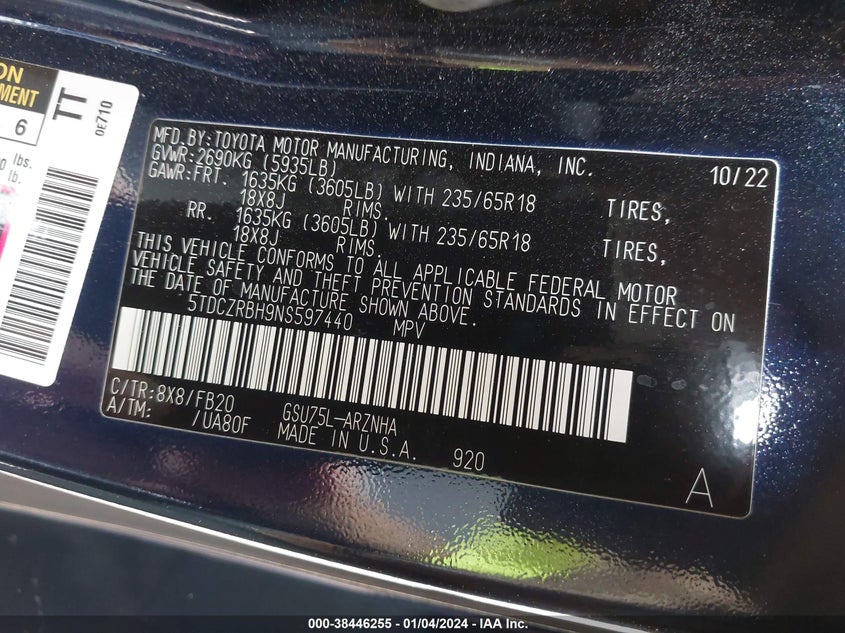 ON
MENT
6
TT
0E710
lbs.
lb.
MFD.BY:TOYOTA MOTOR MANUFACTURING, INDIANA, INC. 10/22
GVWR:2690KG (5935LB)
GAWR:FRT. 1635KG (3605LB) WITH 235/65R18 TIRES,
18X8J RIMS.
RR. 1635KG (3605LB) WITH 235/65R18 TIRES,
18X8J RIMS.
THIS VEHICLE CONFORMS TO ALL APPLICABLE FEDERAL MOTOR
VEHICLE SAFETY AND THEFT PREVENTION STANDARDS IN EFFECT ON
THE DATE OF MANUFACTURE SHOWN ABOVE.
5TDCZRBH9NS597440 MPV
C/TR:8X8/FB20 GSU75L-ARZNHA
A/TM: /UA80F MADE IN U.S.A. 920
A
000-38446255 - 01/04/2024 - IAA Inc.